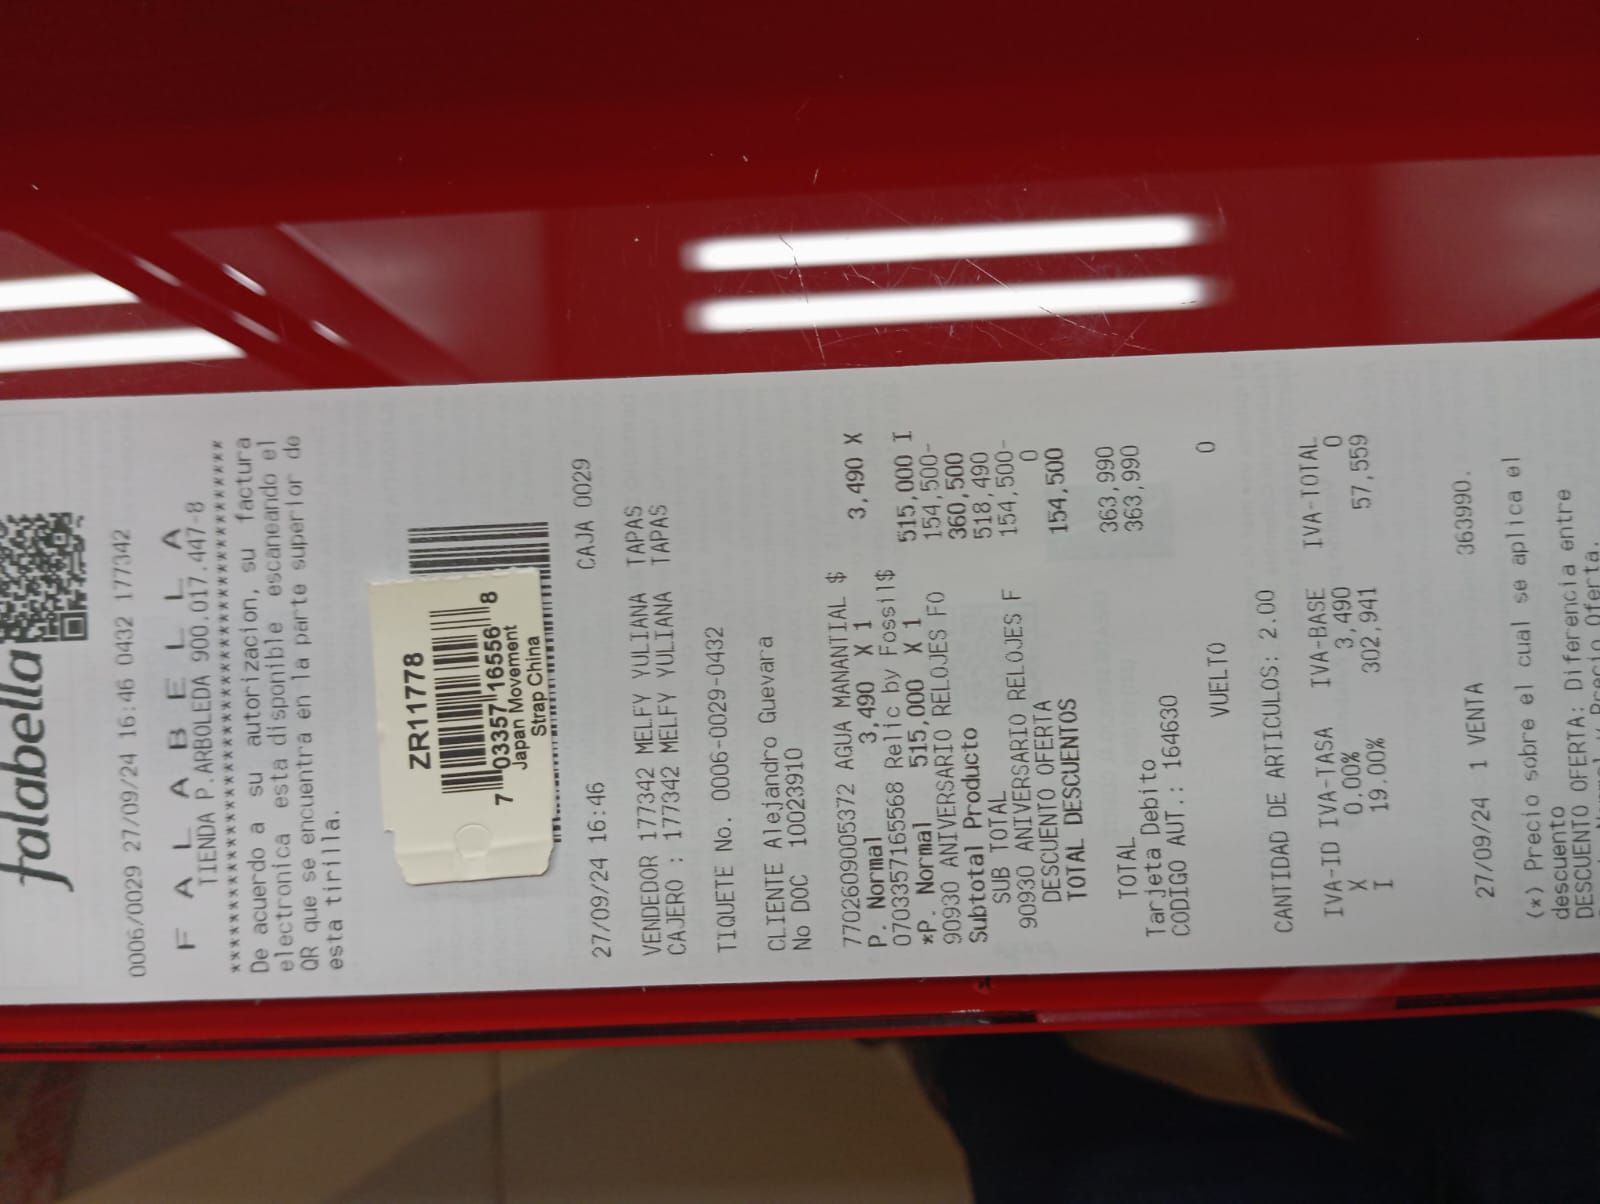 falabella
0006/0029 27/09/24 16:46 0432 177342
F A L A B E L L A
TIENDA P.ARBOLEDA 900.017.447-8
****************************************
De acuerdo a su autorizacion, su factura
electronica esta disponible escaneando el
QR que se encuentra en la parte superior de
esta tirilla.
ZR11778
7 03357 16556 8
Japan Movement
Strap China
27/09/24 16:46 CAJA 0029
VENDEDOR 177342 MELFY YULIANA TAPAS
CAJERO : 177342 MELFY YULIANA TAPAS
TIQUETE No. 0006-0029-0432
CLIENTE Alejandro Guevara
No DOC 10023910
7702609005372 AGUA MANANTIAL $
P. Normal 3,490 X 1 3,490 X
0703357165568 Relic by Fossil$
*P. Normal 515,000 X 1 515,000 I
90930 ANIVERSARIO RELOJES FO 154,500-
Subtotal Producto 360,500
SUB TOTAL 518,490
90930 ANIVERSARIO RELOJES F 154,500-
DESCUENTO OFERTA 0
TOTAL DESCUENTOS 154,500
TOTAL 363,990
Tarjeta Debito 363,990
CODIGO AUT.: 164630
VUELTO 0
CANTIDAD DE ARTICULOS: 2.00
IVA-ID IVA-TASA IVA-BASE IVA-TOTAL
X 0.00% 3,490 0
I 19.00% 302,941 57,559
27/09/24 1 VENTA 363990.
(*) Precio sobre el cual se aplica el
descuento
DESCUENTO OFERTA: Diferencia entre